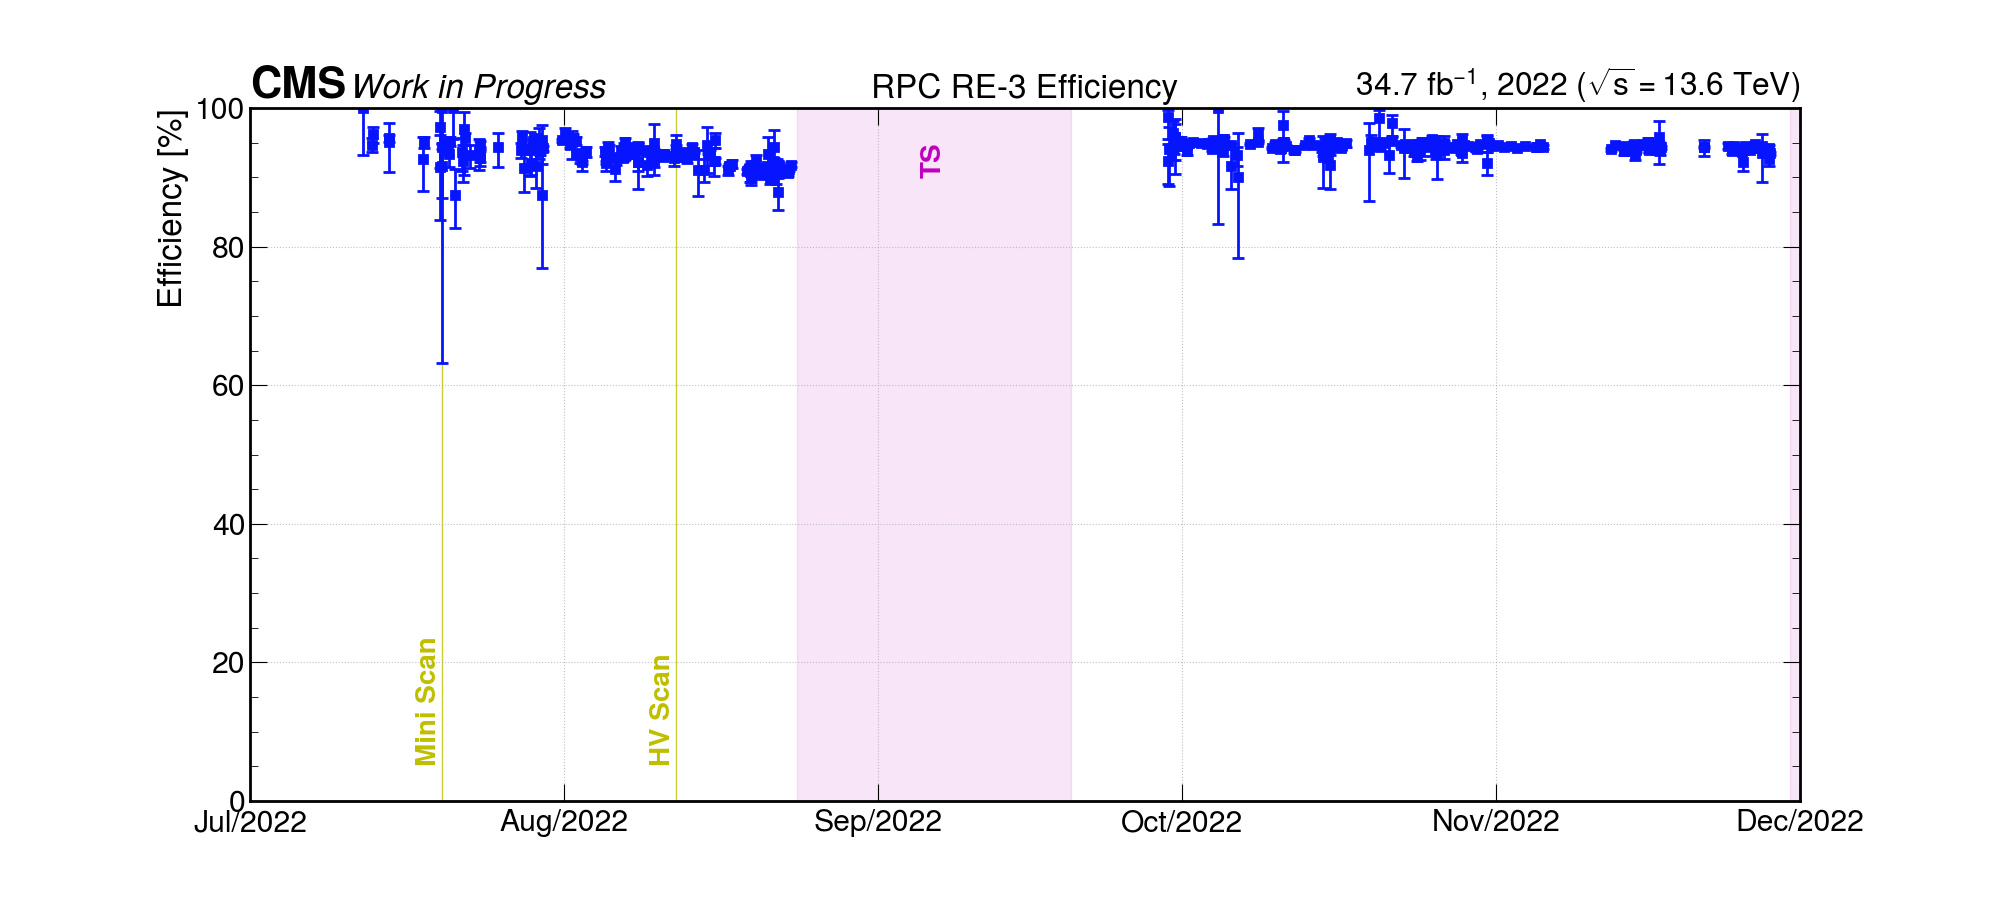 CMS Work in Progress
RPC RE-3 Efficiency
34.7 fb⁻¹, 2022 (√s = 13.6 TeV)
Efficiency [%]
100
80
60
40
20
0
Mini Scan
HV Scan
TS
Jul/2022
Aug/2022
Sep/2022
Oct/2022
Nov/2022
Dec/2022